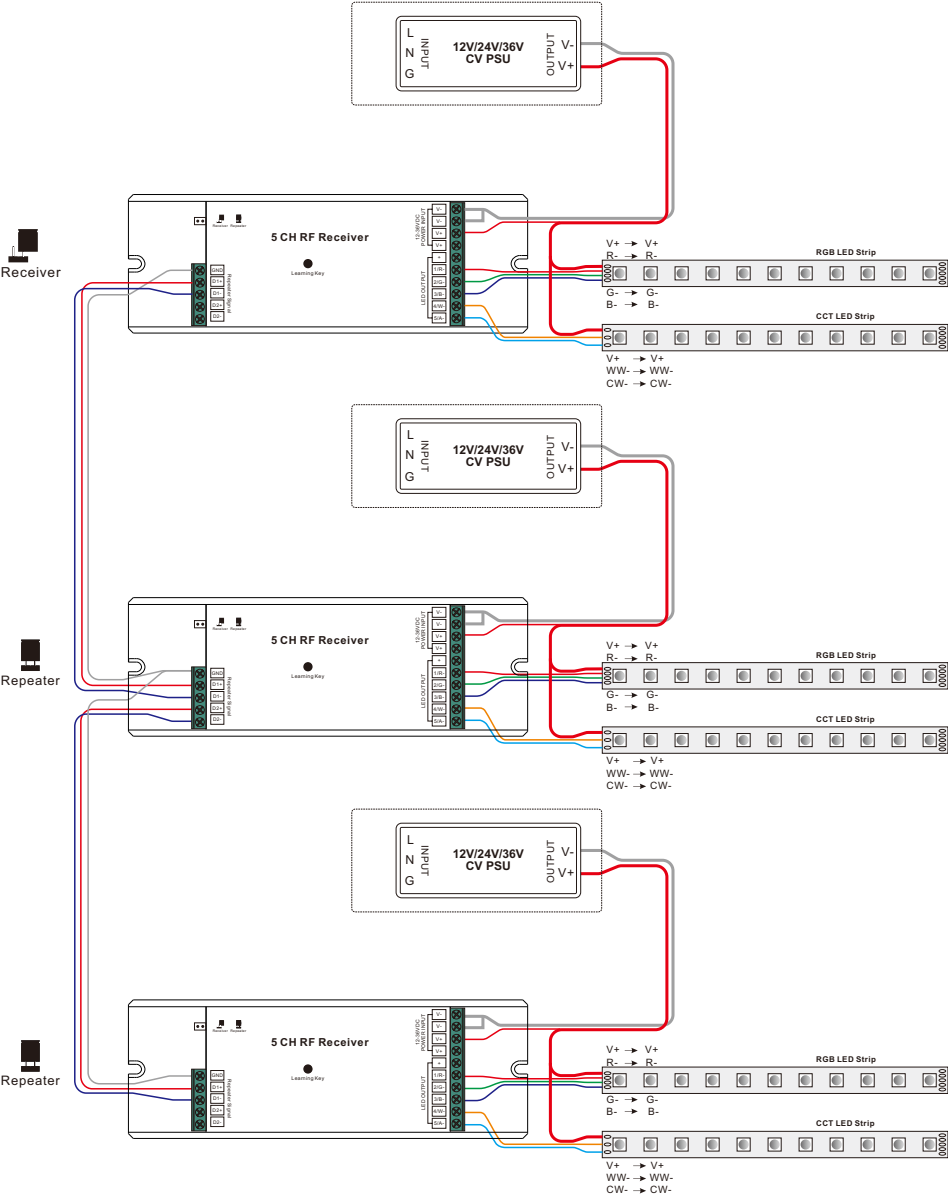 L
N
G
INPUT
12V/24V/36V
CV PSU
OUTPUT
V-
V+
Receiver
Receiver Repeater
5 CH RF Receiver
Learning Key
GND
D1+
D1-
D2+
D2-
Repeater Signal
12-36VDC
POWER INPUT
LED OUTPUT
V-
V-
V+
V+
+
1/R-
2/G-
3/B-
4/W-
5/A-
V+ → V+
R- → R-
RGB LED Strip
G- → G-
B- → B-
CCT LED Strip
V+ → V+
WW- → WW-
CW- → CW-
L
N
G
INPUT
12V/24V/36V
CV PSU
OUTPUT
V-
V+
Repeater
Receiver Repeater
5 CH RF Receiver
Learning Key
GND
D1+
D1-
D2+
D2-
Repeater Signal
12-36VDC
POWER INPUT
LED OUTPUT
V-
V-
V+
V+
+
1/R-
2/G-
3/B-
4/W-
5/A-
V+ → V+
R- → R-
RGB LED Strip
G- → G-
B- → B-
CCT LED Strip
V+ → V+
WW- → WW-
CW- → CW-
L
N
G
INPUT
12V/24V/36V
CV PSU
OUTPUT
V-
V+
Repeater
Receiver Repeater
5 CH RF Receiver
Learning Key
GND
D1+
D1-
D2+
D2-
Repeater Signal
12-36VDC
POWER INPUT
LED OUTPUT
V-
V-
V+
V+
+
1/R-
2/G-
3/B-
4/W-
5/A-
V+ → V+
R- → R-
RGB LED Strip
G- → G-
B- → B-
CCT LED Strip
V+ → V+
WW- → WW-
CW- → CW-